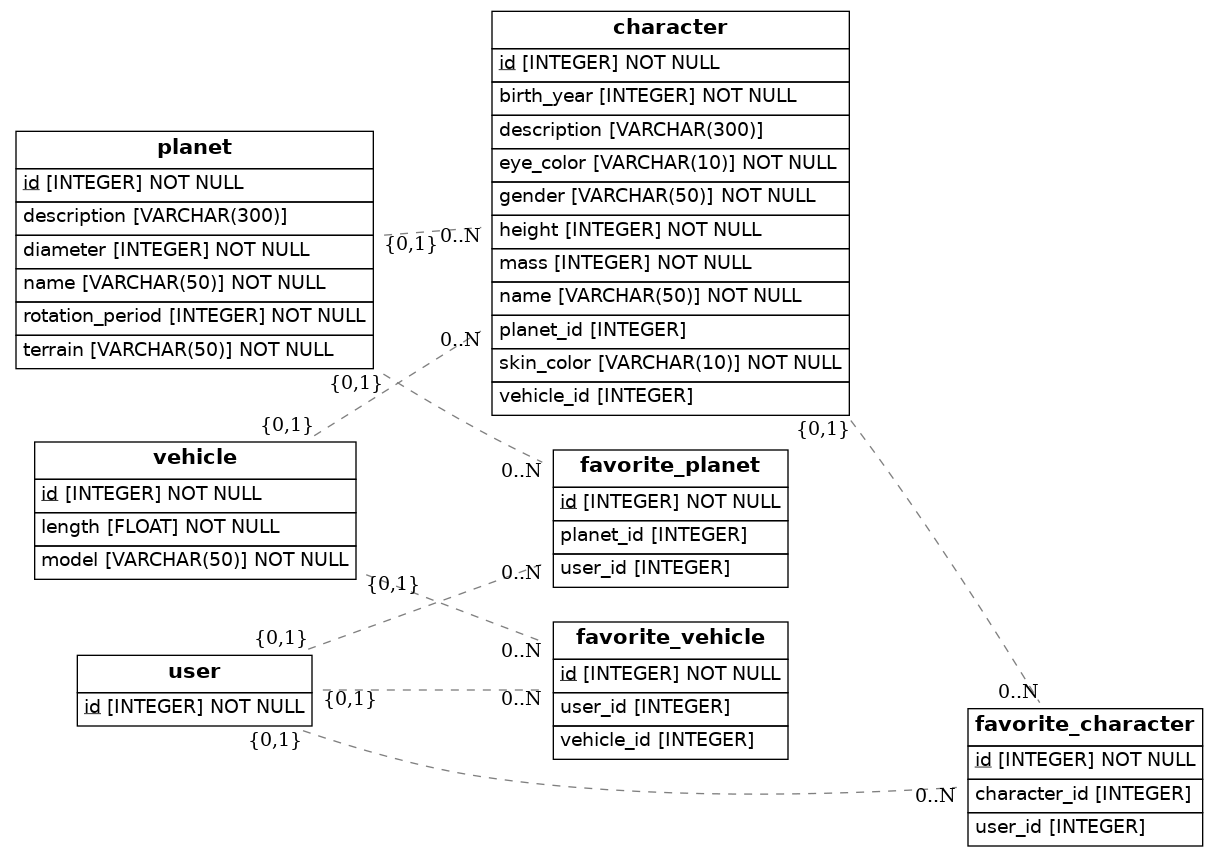 character
id [INTEGER] NOT NULL
birth_year [INTEGER] NOT NULL
description [VARCHAR(300)]
eye_color [VARCHAR(10)] NOT NULL
gender [VARCHAR(50)] NOT NULL
height [INTEGER] NOT NULL
mass [INTEGER] NOT NULL
name [VARCHAR(50)] NOT NULL
planet_id [INTEGER]
skin_color [VARCHAR(10)] NOT NULL
vehicle_id [INTEGER]
planet
id [INTEGER] NOT NULL
description [VARCHAR(300)]
diameter [INTEGER] NOT NULL
name [VARCHAR(50)] NOT NULL
rotation_period [INTEGER] NOT NULL
terrain [VARCHAR(50)] NOT NULL
{0,1}
0..N
0..N
{0,1}
{0,1}
0..N
{0,1}
0..N
vehicle
id [INTEGER] NOT NULL
length [FLOAT] NOT NULL
model [VARCHAR(50)] NOT NULL
favorite_planet
id [INTEGER] NOT NULL
planet_id [INTEGER]
user_id [INTEGER]
{0,1}
0..N
{0,1}
0..N
{0,1}
0..N
user
id [INTEGER] NOT NULL
favorite_vehicle
id [INTEGER] NOT NULL
user_id [INTEGER]
vehicle_id [INTEGER]
{0,1}
0..N
favorite_character
id [INTEGER] NOT NULL
character_id [INTEGER]
user_id [INTEGER]